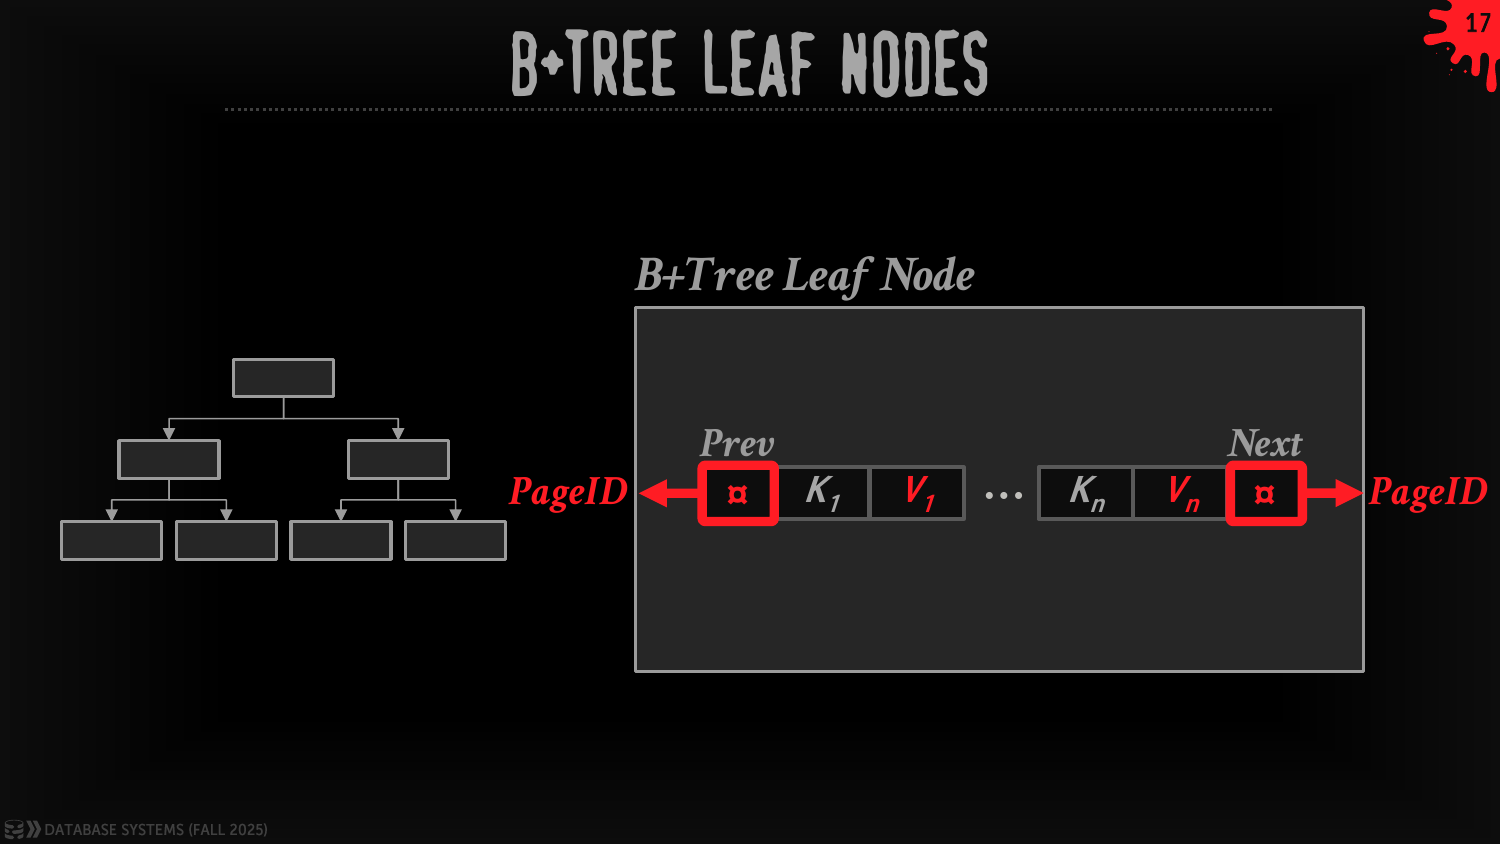 17
B+TREE LEAF NODES
B+Tree Leaf Node
Prev Next
PageID ¤ K1 V1 ... Kn Vn ¤ PageID
DATABASE SYSTEMS (FALL 2025)